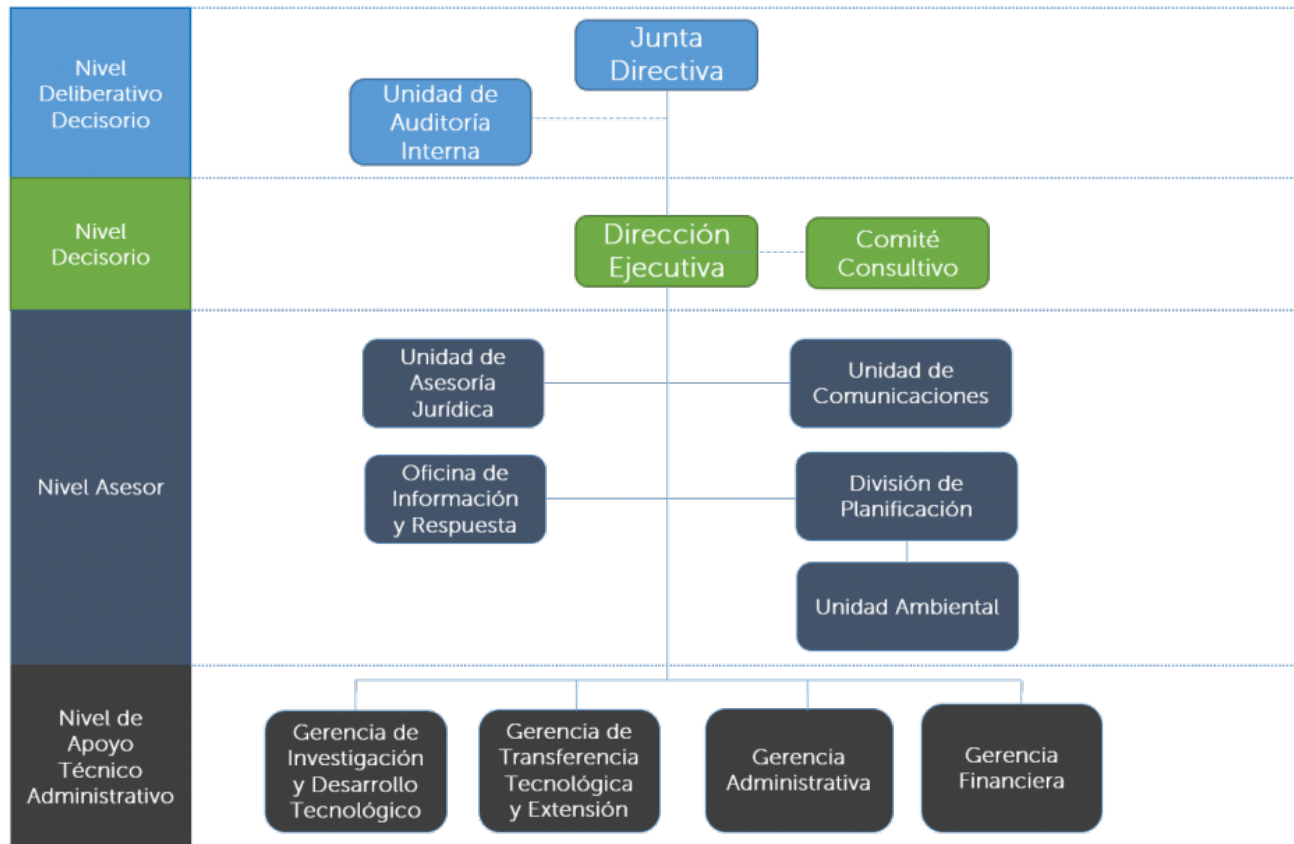 Nivel
Deliberativo
Decisorio
Junta
Directiva
Unidad de
Auditoría
Interna
Nivel
Decisorio
Dirección
Ejecutiva
Comité
Consultivo
Nivel Asesor
Unidad de
Asesoría
Jurídica
Unidad de
Comunicaciones
Oficina de
Información
y Respuesta
División de
Planificación
Unidad Ambiental
Nivel de
Apoyo
Técnico
Administrativo
Gerencia de
Investigación
y Desarrollo
Tecnológico
Gerencia de
Transferencia
Tecnológica
y Extensión
Gerencia
Administrativa
Gerencia
Financiera